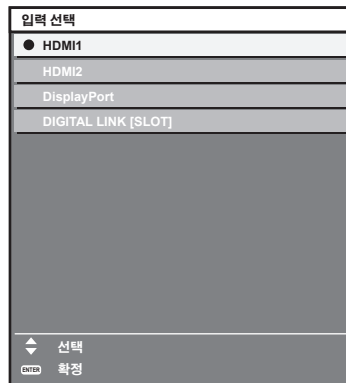 입력 선택
HDMI1
HDMI2
DisplayPort
DIGITAL LINK [SLOT]
선택
ENTER 확정